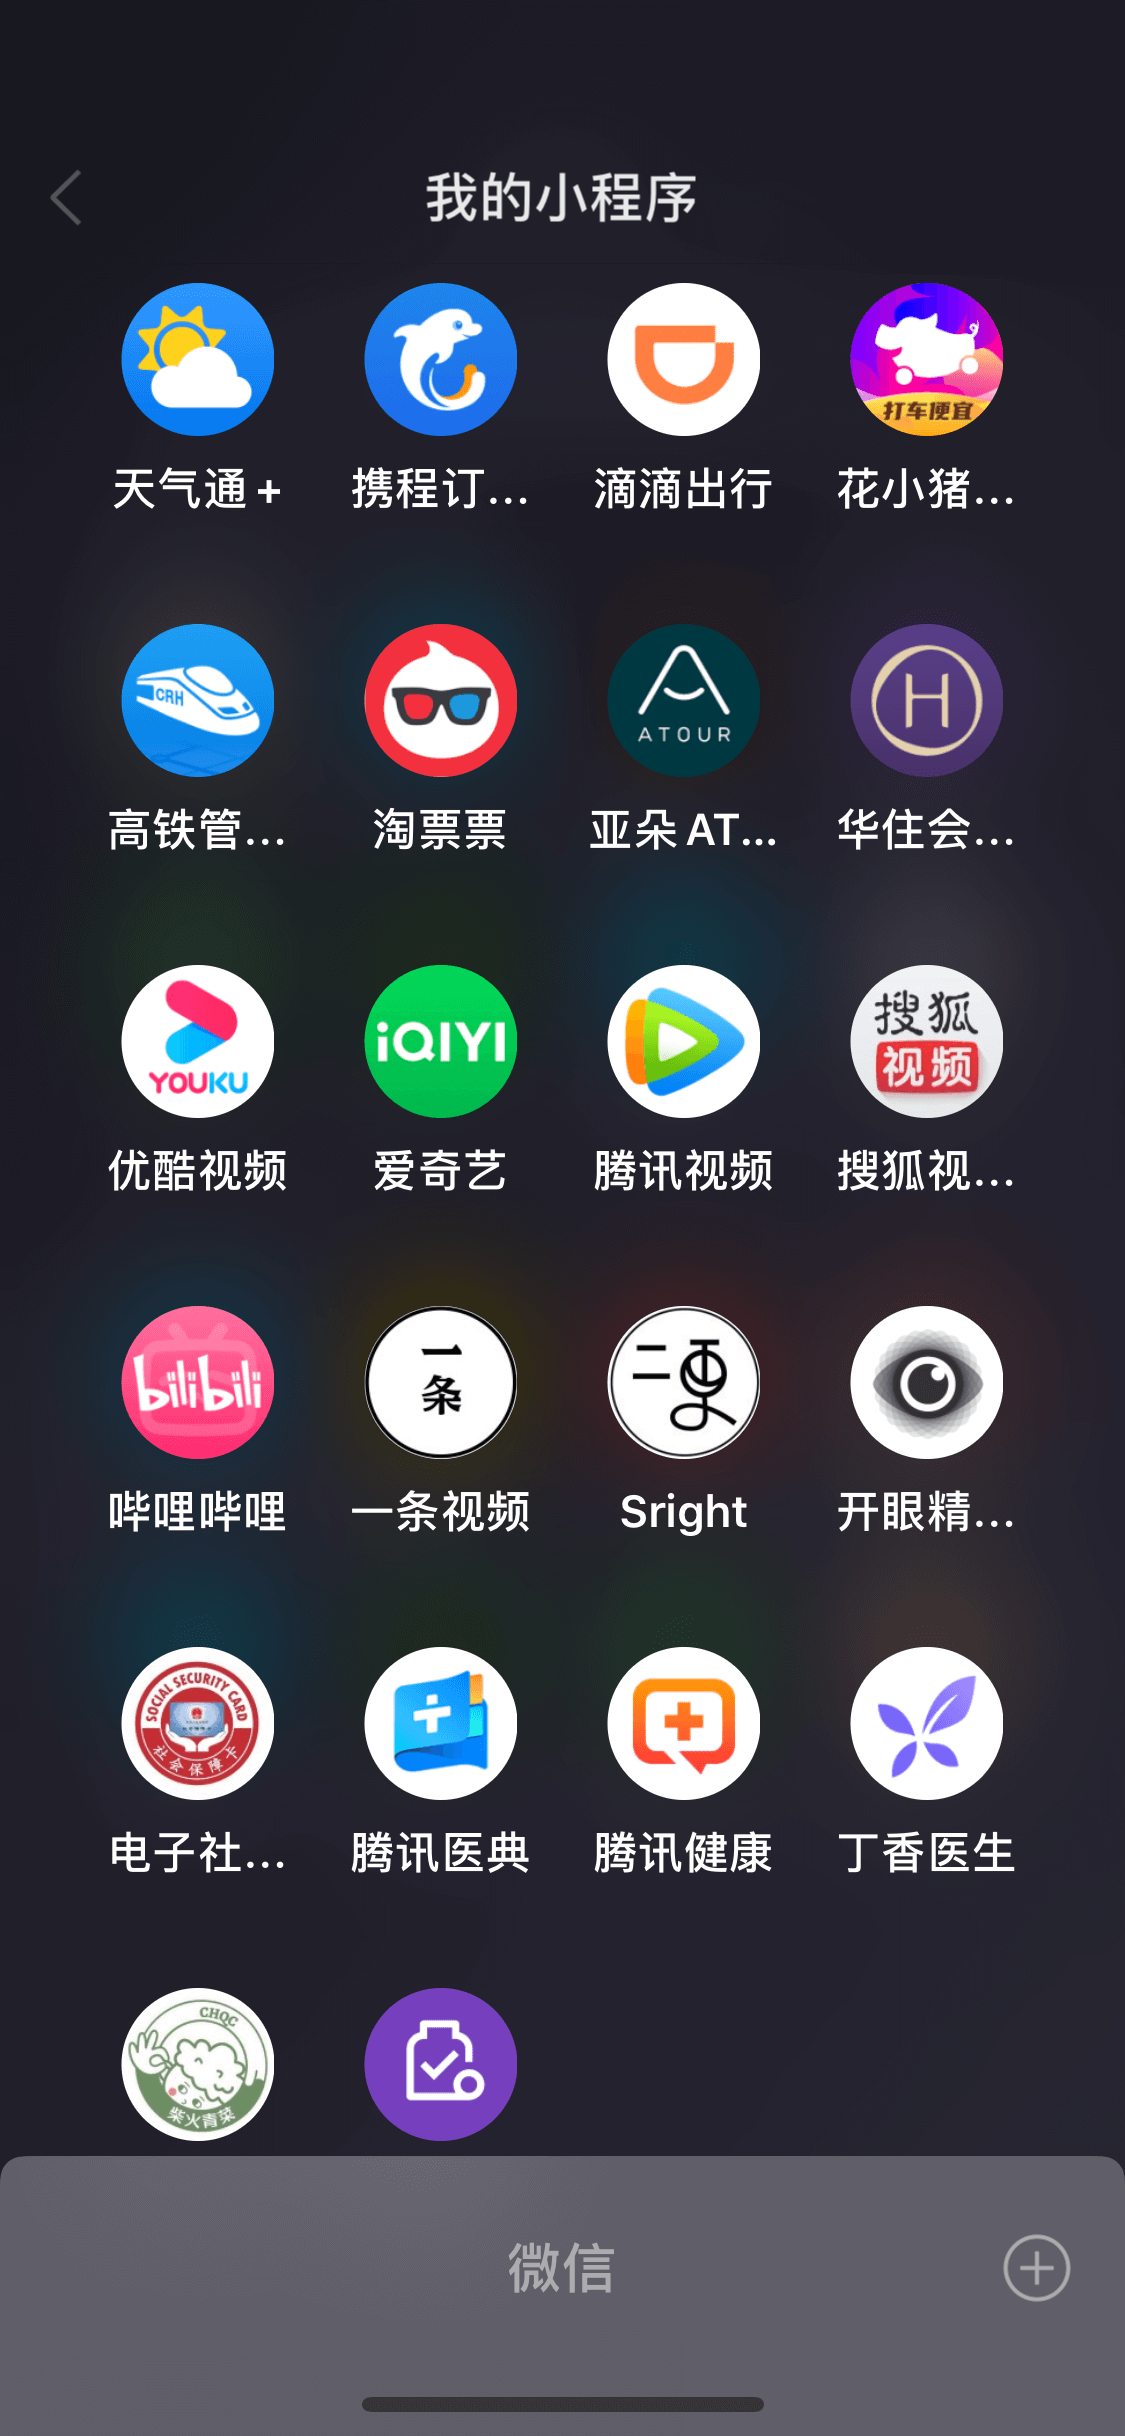 我的小程序
打车便宜
天气通+
携程订...
滴滴出行
花小猪...
CRH
ATOUR
H
高铁管...
淘票票
亚朵 AT...
华住会...
YOUKU
iQIYI
搜狐
视频
优酷视频
爱奇艺
腾讯视频
搜狐视...
bilibili
一
条
二更
哔哩哔哩
一条视频
Sright
开眼精...
SOCIAL SECURITY CARD
社会保障卡
电子社...
腾讯医典
腾讯健康
丁香医生
CHQC
柴火青菜
微信